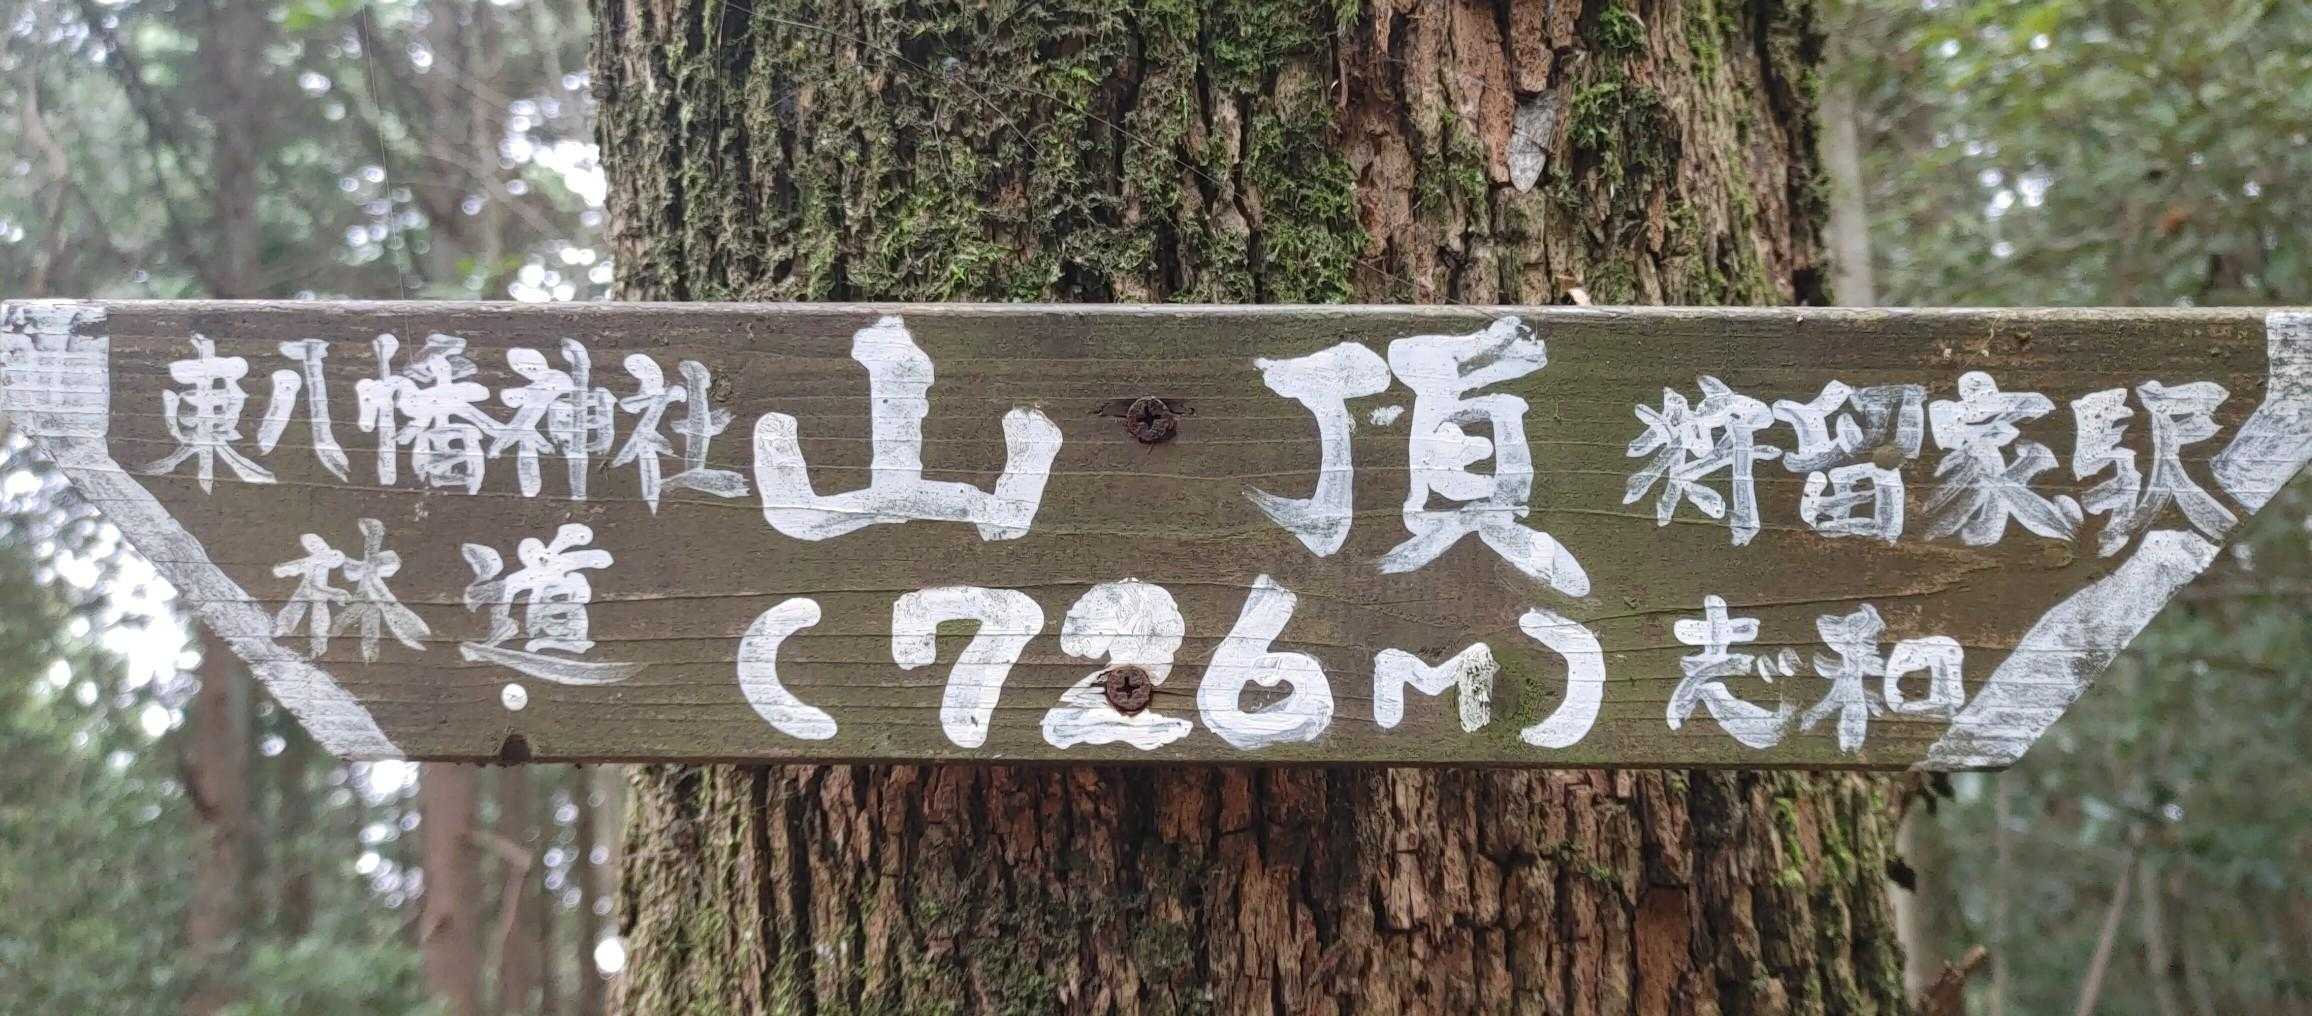 東八幡神社
林道
山頂
(726m)
狩留家駅
志和